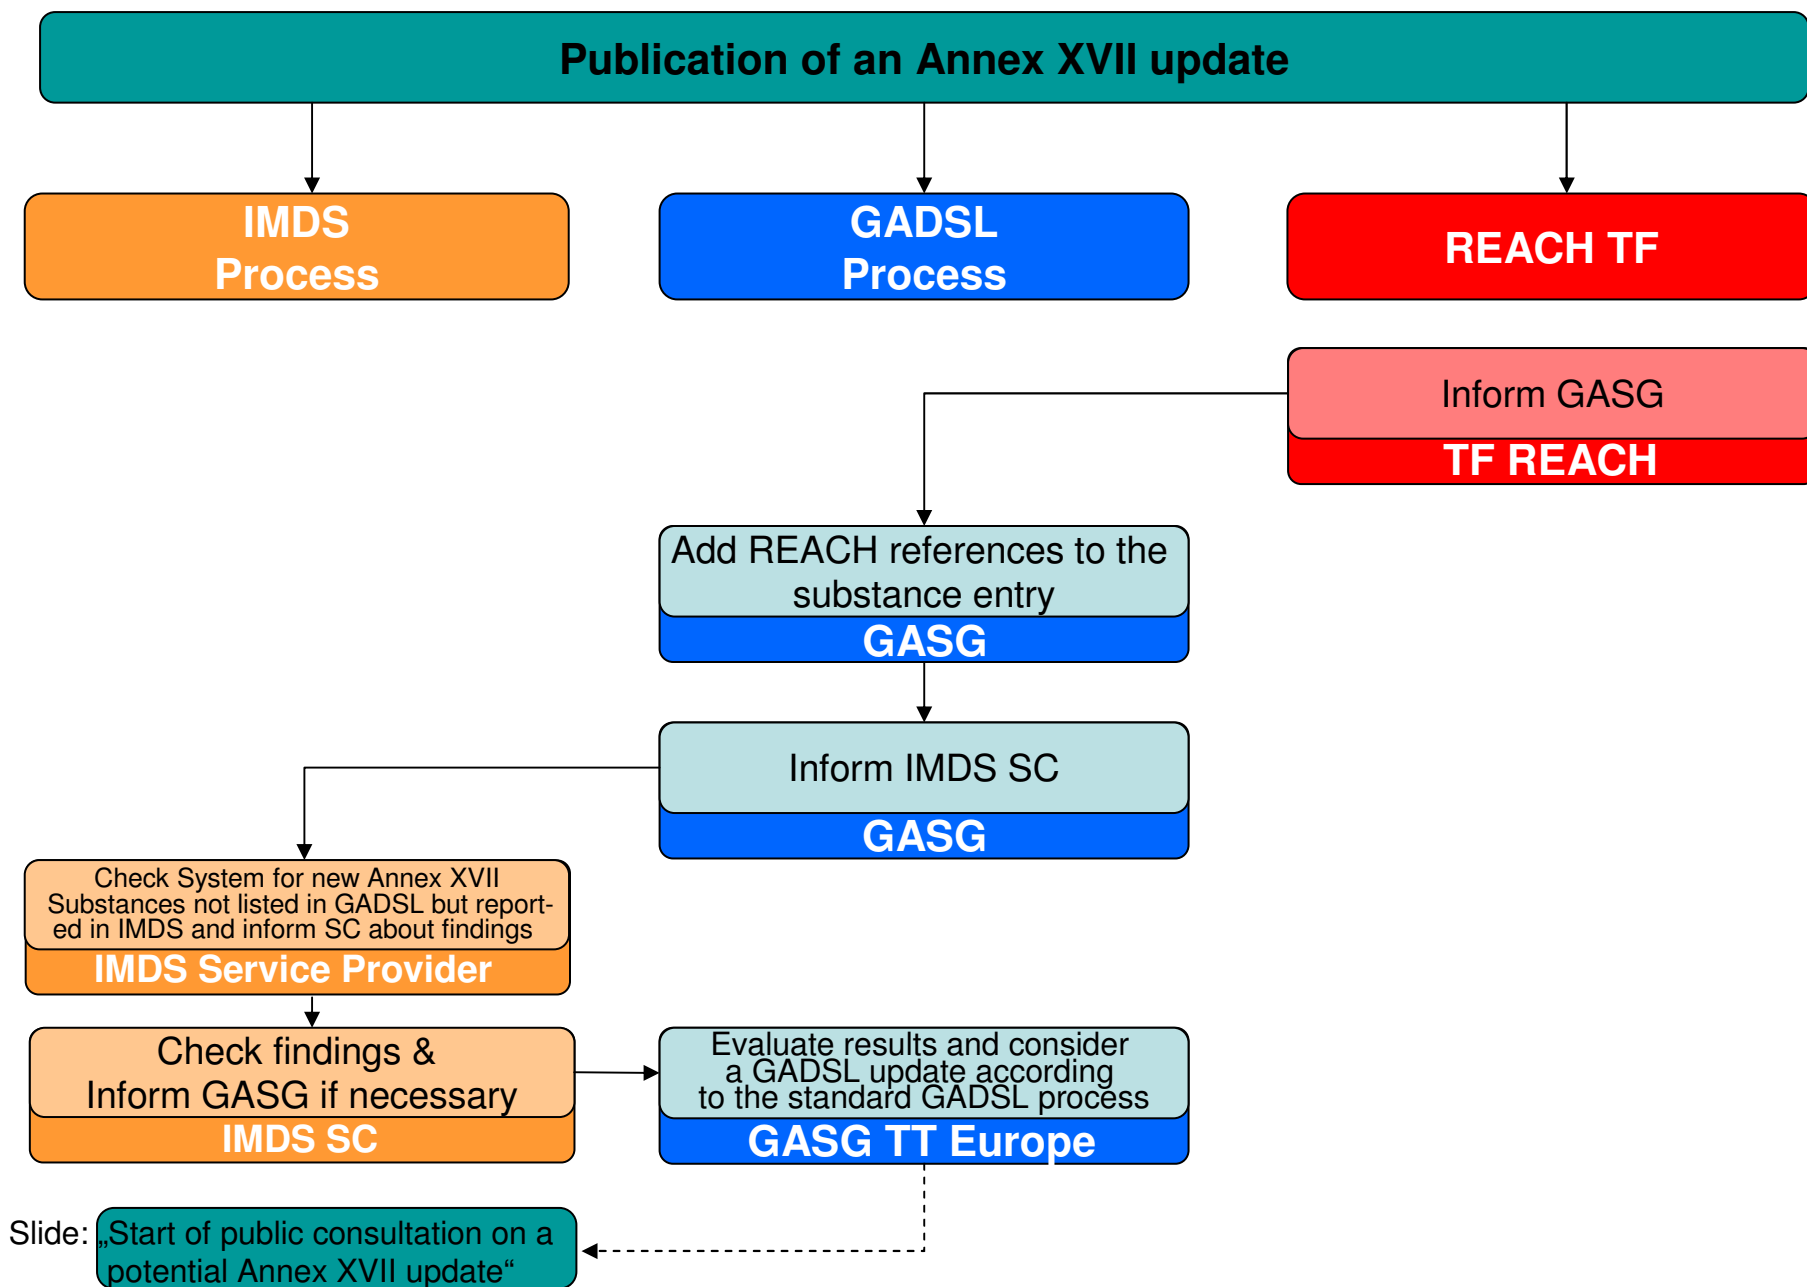 Publication of an Annex XVII update
IMDS
Process
GADSL
Process
REACH TF
Inform GASG
TF REACH
Add REACH references to the
substance entry
GASG
Inform IMDS SC
GASG
Check System for new Annex XVII
Substances not listed in GADSL but report-
ed in IMDS and inform SC about findings
IMDS Service Provider
Check findings &
Inform GASG if necessary
IMDS SC
Evaluate results and consider
a GADSL update according
to the standard GADSL process
GASG TT Europe
Slide: „Start of public consultation on a
potential Annex XVII update“